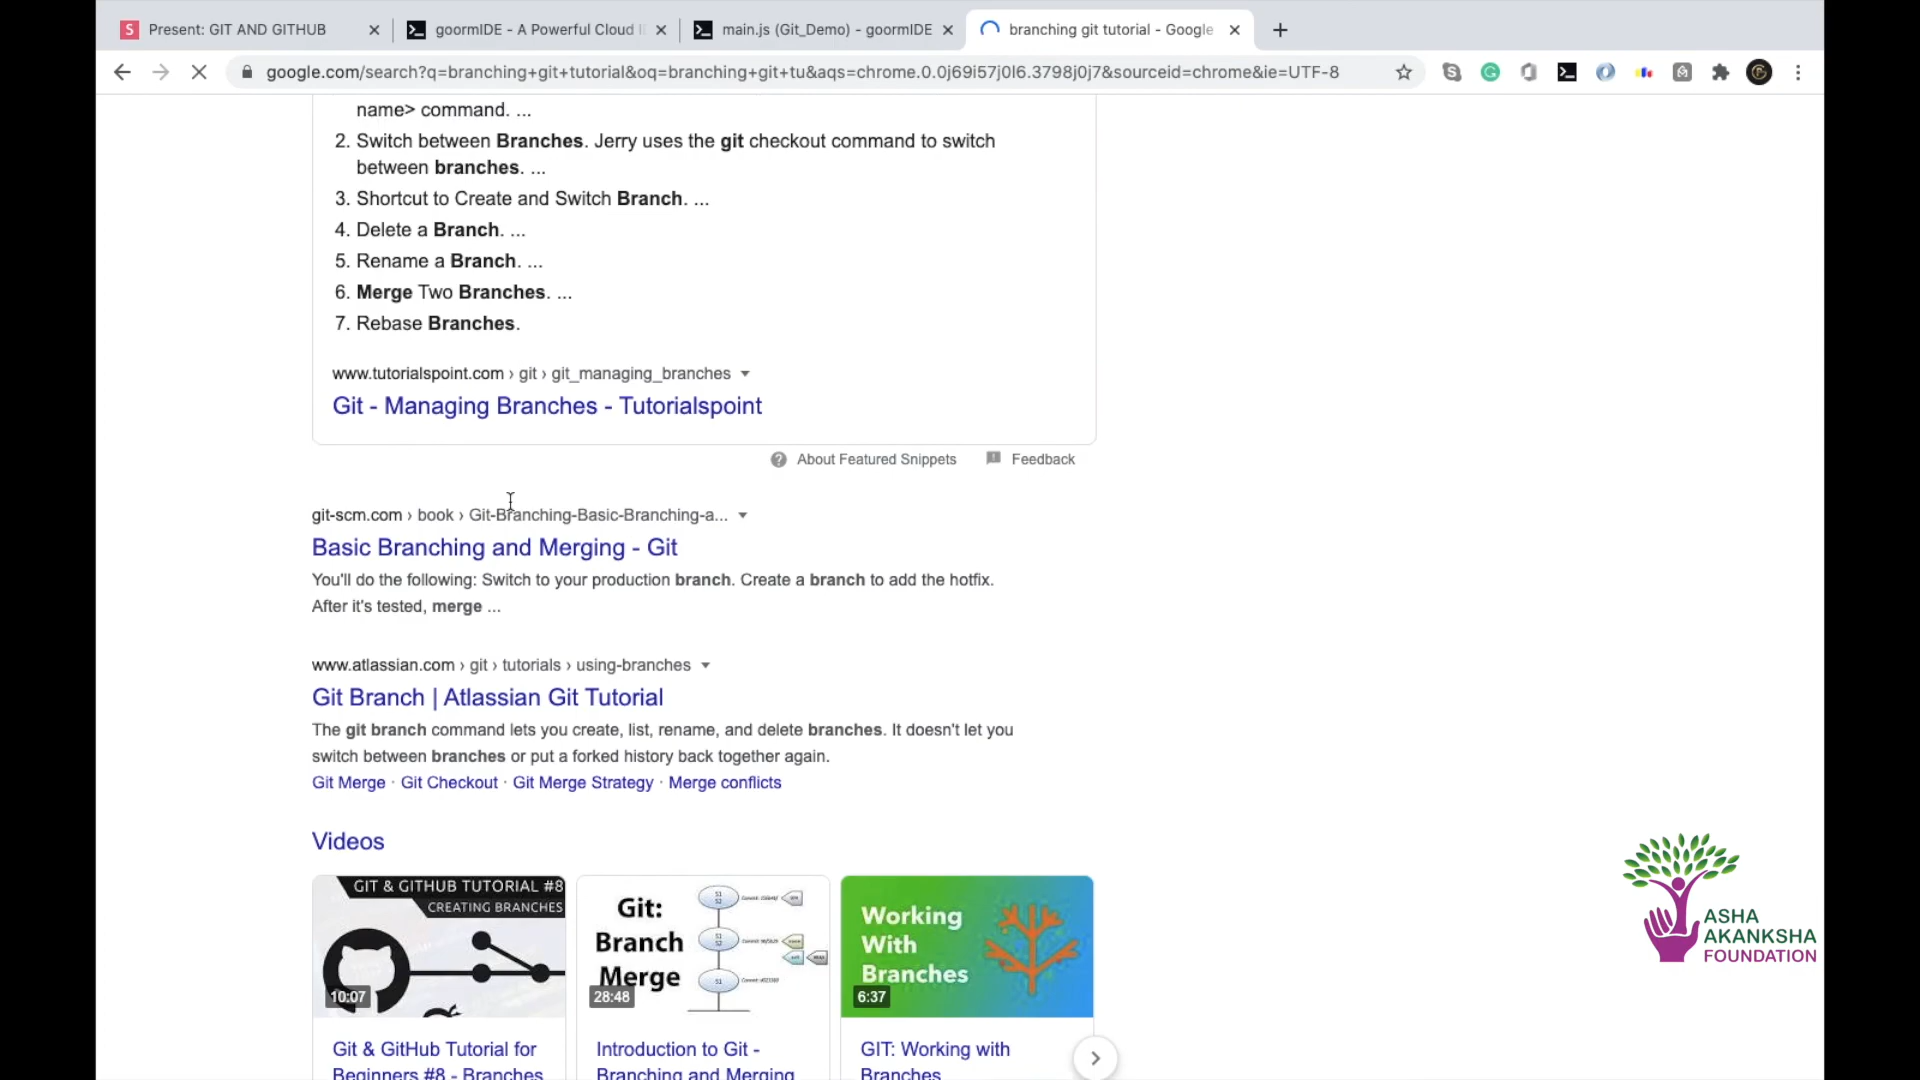 Present: GIT AND GITHUB
goormIDE - A Powerful Cloud I
main.js (Git_Demo) - goormIDE
branching git tutorial - Google
google.com/search?q=branching+git+tutorial&oq=branching+git+tu&aqs=chrome.0.0j69i57j0l6.3798j0j7&sourceid=chrome&ie=UTF-8
name> command. ...
2. Switch between Branches. Jerry uses the git checkout command to switch
between branches. ...
3. Shortcut to Create and Switch Branch. ...
4. Delete a Branch. ...
5. Rename a Branch. ...
6. Merge Two Branches. ...
7. Rebase Branches.
www.tutorialspoint.com › git › git_managing_branches
Git - Managing Branches - Tutorialspoint
About Featured Snippets
Feedback
git-scm.com › book › Git-Branching-Basic-Branching-a...
Basic Branching and Merging - Git
You'll do the following: Switch to your production branch. Create a branch to add the hotfix.
After it's tested, merge ...
www.atlassian.com › git › tutorials › using-branches
Git Branch | Atlassian Git Tutorial
The git branch command lets you create, list, rename, and delete branches. It doesn't let you
switch between branches or put a forked history back together again.
Git Merge · Git Checkout · Git Merge Strategy · Merge conflicts
Videos
GIT & GITHUB TUTORIAL #8
CREATING BRANCHES
10:07
Git:
Branch
Merge
28:48
Working
With
Branches
6:37
Git & GitHub Tutorial for
Beginners #8 - Branches
Introduction to Git -
Branching and Merging
GIT: Working with
Branches
ASHA
AKANKSHA
FOUNDATION